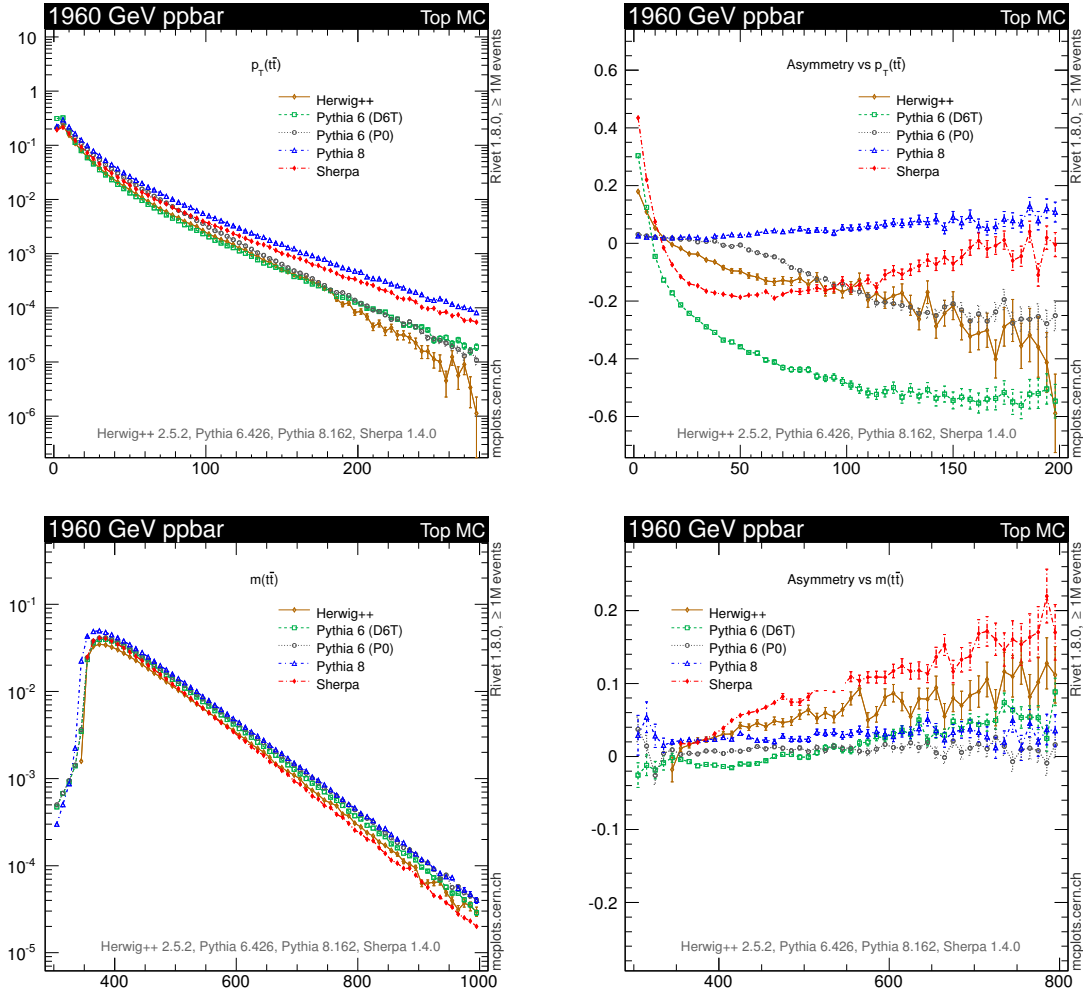 1960 GeV ppbar Top MC
p_T(tt̄)
Herwig++
Pythia 6 (D6T)
Pythia 6 (P0)
Pythia 8
Sherpa
10
1
10^-1
10^-2
10^-3
10^-4
10^-5
10^-6
0 100 200
Herwig++ 2.5.2, Pythia 6.426, Pythia 8.162, Sherpa 1.4.0
Rivet 1.8.0, ≥ 1M events
mcplots.cern.ch
1960 GeV ppbar Top MC
Asymmetry vs p_T(tt̄)
Herwig++
Pythia 6 (D6T)
Pythia 6 (P0)
Pythia 8
Sherpa
0.6
0.4
0.2
0
-0.2
-0.4
-0.6
0 50 100 150 200
Herwig++ 2.5.2, Pythia 6.426, Pythia 8.162, Sherpa 1.4.0
Rivet 1.8.0, ≥ 1M events
mcplots.cern.ch
1960 GeV ppbar Top MC
m(tt̄)
Herwig++
Pythia 6 (D6T)
Pythia 6 (P0)
Pythia 8
Sherpa
10^-1
10^-2
10^-3
10^-4
10^-5
400 600 800 1000
Herwig++ 2.5.2, Pythia 6.426, Pythia 8.162, Sherpa 1.4.0
Rivet 1.8.0, ≥ 1M events
mcplots.cern.ch
1960 GeV ppbar Top MC
Asymmetry vs m(tt̄)
Herwig++
Pythia 6 (D6T)
Pythia 6 (P0)
Pythia 8
Sherpa
0.2
0.1
0
-0.1
-0.2
400 600 800
Herwig++ 2.5.2, Pythia 6.426, Pythia 8.162, Sherpa 1.4.0
Rivet 1.8.0, ≥ 1M events
mcplots.cern.ch